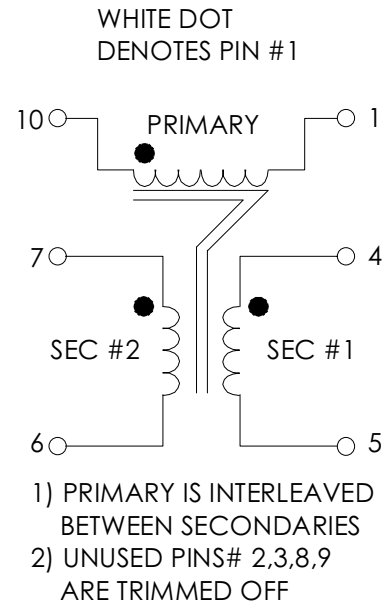 WHITE DOT
DENOTES PIN #1
10 PRIMARY 1
7 4
SEC #2 SEC #1
6 5
1) PRIMARY IS INTERLEAVED
BETWEEN SECONDARIES
2) UNUSED PINS# 2,3,8,9
ARE TRIMMED OFF